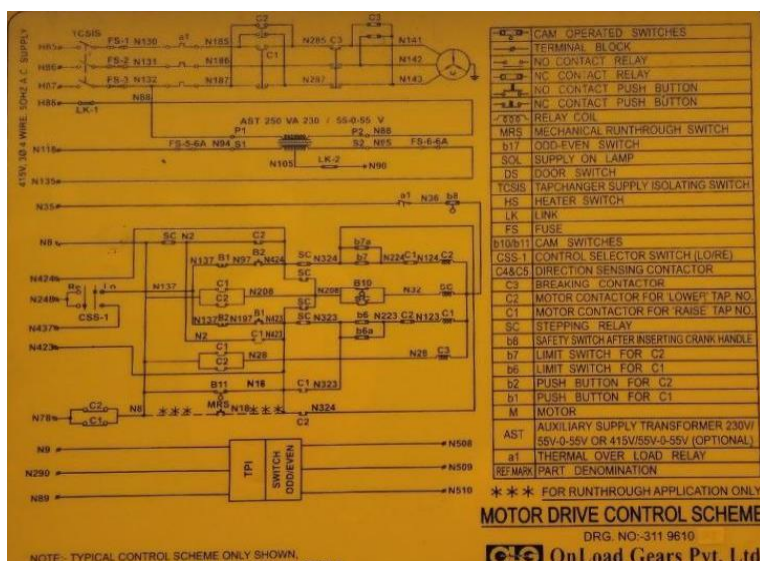 415V, 3Ø 4 WIRE, 50HZ A C. SUPPLY
TCSIS
FS-1 N130 a1 N185 C2 N285 C3 C3 N141
N86 FS-2 N131 N186 C1 N142
N87 FS-3 N132 N187 N287 N143
N88 LK-1 N88
AST 250 VA 230 / 55-0-55 V
P1 P2 N88
N118 FS-5-6A N94 S1 S2 N95 FS-6-6A
N105 LK-2 N90
N135
N35 a1 N36 b8
N8 SC N2 C2
b7a
N137 B1 N97 B2 N424 SC N324 b7 N224 C1 N124 C2
N424 SC
Re Lo N137
N248 C1 N208 N208 B10 N32 SC
C2
CSS-1 SC
N437 N137 B2 N197 B1 N423 SC N323 b6 N223 C2 N123 C1
N2 C1 N423 b6a
N423 C1 N28 N28 C3
C2
B11 N18 C1 N323
MRS
N78 C2 N8 *** N18 *** N324
C1 C2
N9 N508
N290 TPI SWITCH ODD/EVEN N509
N89 N510
NOTE:- TYPICAL CONTROL SCHEME ONLY SHOWN.
CAM OPERATED SWITCHES
TERMINAL BLOCK
NO CONTACT RELAY
NC CONTACT RELAY
NO CONTACT PUSH BUTTON
NC CONTACT PUSH BUTTON
RELAY COIL
MRS MECHANICAL RUNTHROUGH SWITCH
b17 ODD-EVEN SWITCH
SOL SUPPLY ON LAMP
DS DOOR SWITCH
TCSIS TAPCHANGER SUPPLY ISOLATING SWITCH
HS HEATER SWITCH
LK LINK
FS FUSE
b10/b11 CAM SWITCHES
CSS-1 CONTROL SELECTOR SWITCH (LO/RE)
C4&C5 DIRECTION SENSING CONTACTOR
C3 BREAKING CONTACTOR
C2 MOTOR CONTACTOR FOR 'LOWER' TAP. NO.
C1 MOTOR CONTACTOR FOR 'RAISE' TAP NO.
SC STEPPING RELAY
b8 SAFETY SWITCH AFTER INSERTING CRANK HANDLE
b7 LIMIT SWITCH FOR C2
b6 LIMIT SWITCH FOR C1
b2 PUSH BUTTON FOR C2
b1 PUSH BUTTON FOR C1
M MOTOR
AST AUXILIARY SUPPLY TRANSFORMER 230V/
55V-0-55V OR 415V/55V-0-55V (OPTIONAL)
a1 THERMAL OVER LOAD RELAY
REF.MARK PART DENOMINATION
*** FOR RUNTHROUGH APPLICATION ONLY
MOTOR DRIVE CONTROL SCHEME
DRG. NO:-311 9610
OnLoad Gears Pvt. Ltd